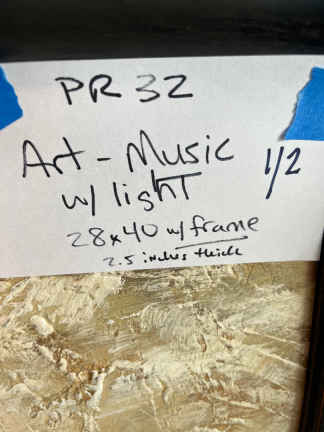 PR 32
Art - Music 1/2
w/ light
28x40 w/ frame
2.5 inches thick